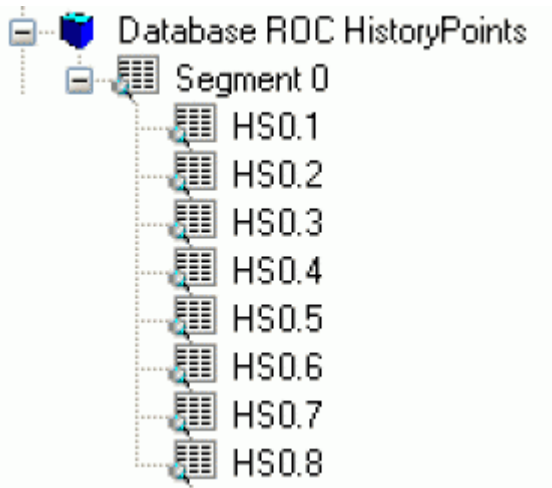 Database ROC HistoryPoints
Segment 0
HS0.1
HS0.2
HS0.3
HS0.4
HS0.5
HS0.6
HS0.7
HS0.8